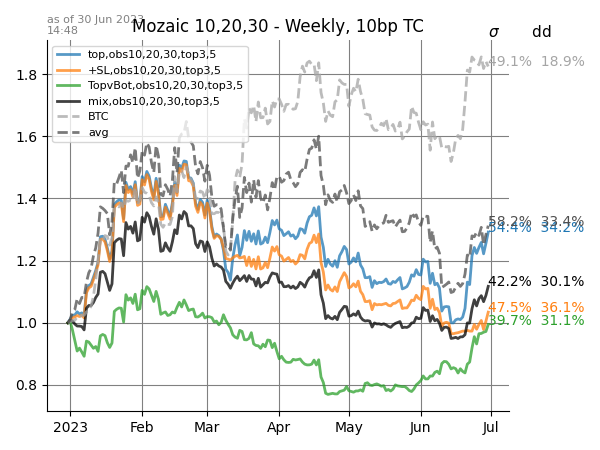 as of 30 Jun 2023
14:48
Mozaic 10,20,30 - Weekly, 10bp TC
σ dd
top,obs10,20,30,top3,5
+SL,obs10,20,30,top3,5
TopvBot,obs10,20,30,top3,5
mix,obs10,20,30,top3,5
BTC
avg
49.1% 18.9%
58.2% 33.4%
34.2%
42.2% 30.1%
47.5% 36.1%
39.7% 31.1%
1.8
1.6
1.4
1.2
1.0
0.8
2023 Feb Mar Apr May Jun Jul